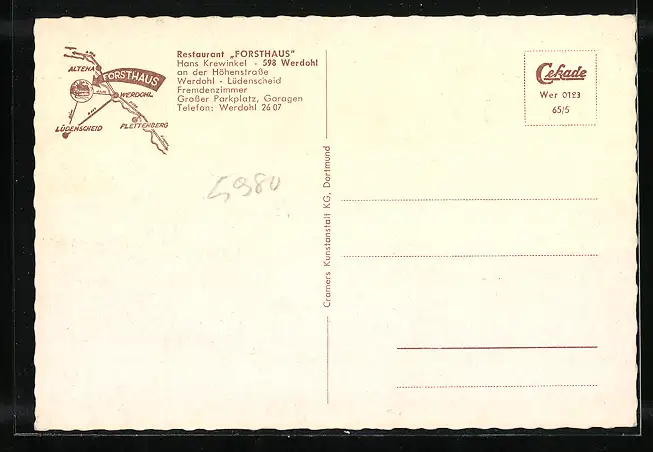 ALTENA
FORSTHAUS
WERDOHL
LÜDENSCHEID
PLETTENBERG
Restaurant „FORSTHAUS"
Hans Krewinkel - 598 Werdohl
an der Höhenstraße
Werdohl - Lüdenscheid
Fremdenzimmer
Großer Parkplatz, Garagen
Telefon: Werdohl 26 07
5980
Cramers Kunstanstalt KG, Dortmund
Cekade
Wer 0123
65/5